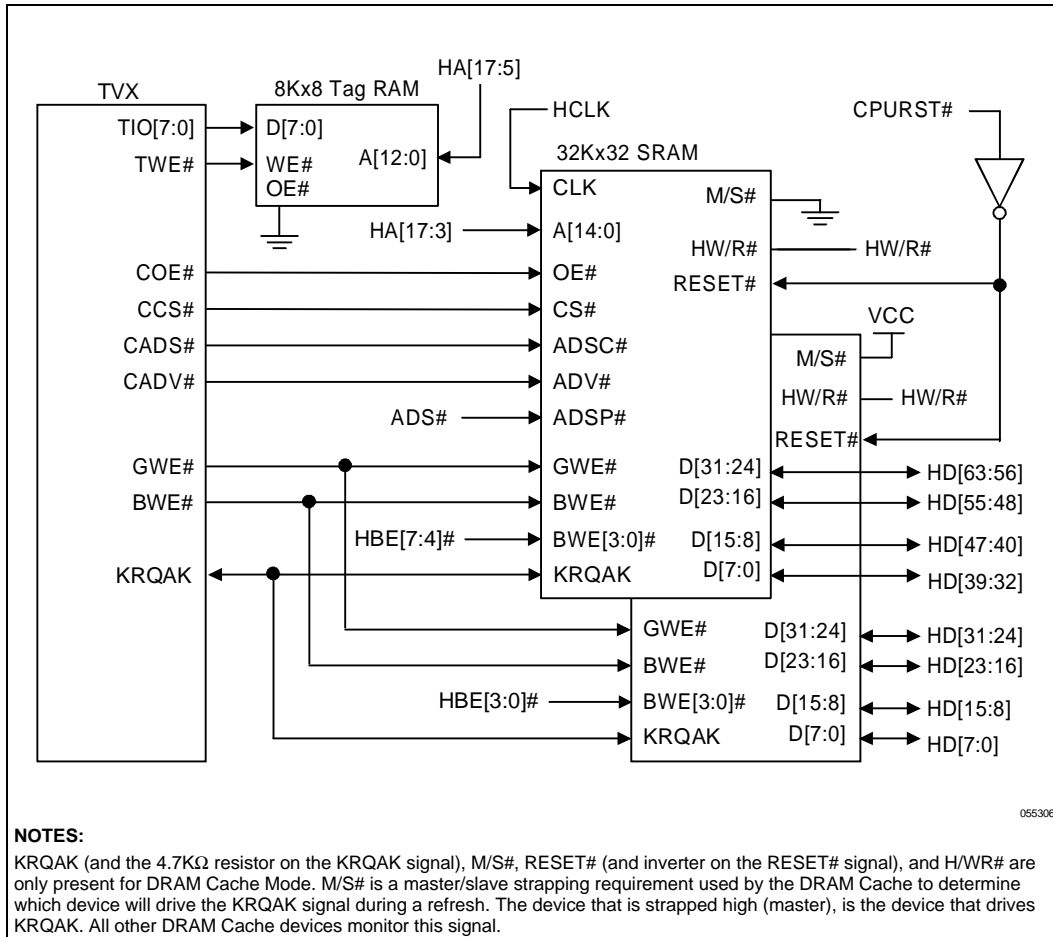 HA[17:5]
TVX
8Kx8 Tag RAM
HCLK
CPURST#
TIO[7:0]
D[7:0]
A[12:0]
TWE#
WE#
OE#
32Kx32 SRAM
CLK
M/S#
HA[17:3]
A[14:0]
HW/R#
HW/R#
COE#
OE#
RESET#
CCS#
CS#
VCC
CADS#
ADSC#
M/S#
CADV#
ADV#
HW/R#
HW/R#
ADS#
ADSP#
RESET#
GWE#
GWE#
D[31:24]
HD[63:56]
BWE#
BWE#
D[23:16]
HD[55:48]
HBE[7:4]#
BWE[3:0]#
D[15:8]
HD[47:40]
KRQAK
KRQAK
D[7:0]
HD[39:32]
GWE#
D[31:24]
HD[31:24]
BWE#
D[23:16]
HD[23:16]
HBE[3:0]#
BWE[3:0]#
D[15:8]
HD[15:8]
KRQAK
D[7:0]
HD[7:0]
055306
NOTES:
KRQAK (and the 4.7KΩ resistor on the KRQAK signal), M/S#, RESET# (and inverter on the RESET# signal), and H/WR# are
only present for DRAM Cache Mode. M/S# is a master/slave strapping requirement used by the DRAM Cache to determine
which device will drive the KRQAK signal during a refresh. The device that is strapped high (master), is the device that drives
KRQAK. All other DRAM Cache devices monitor this signal.